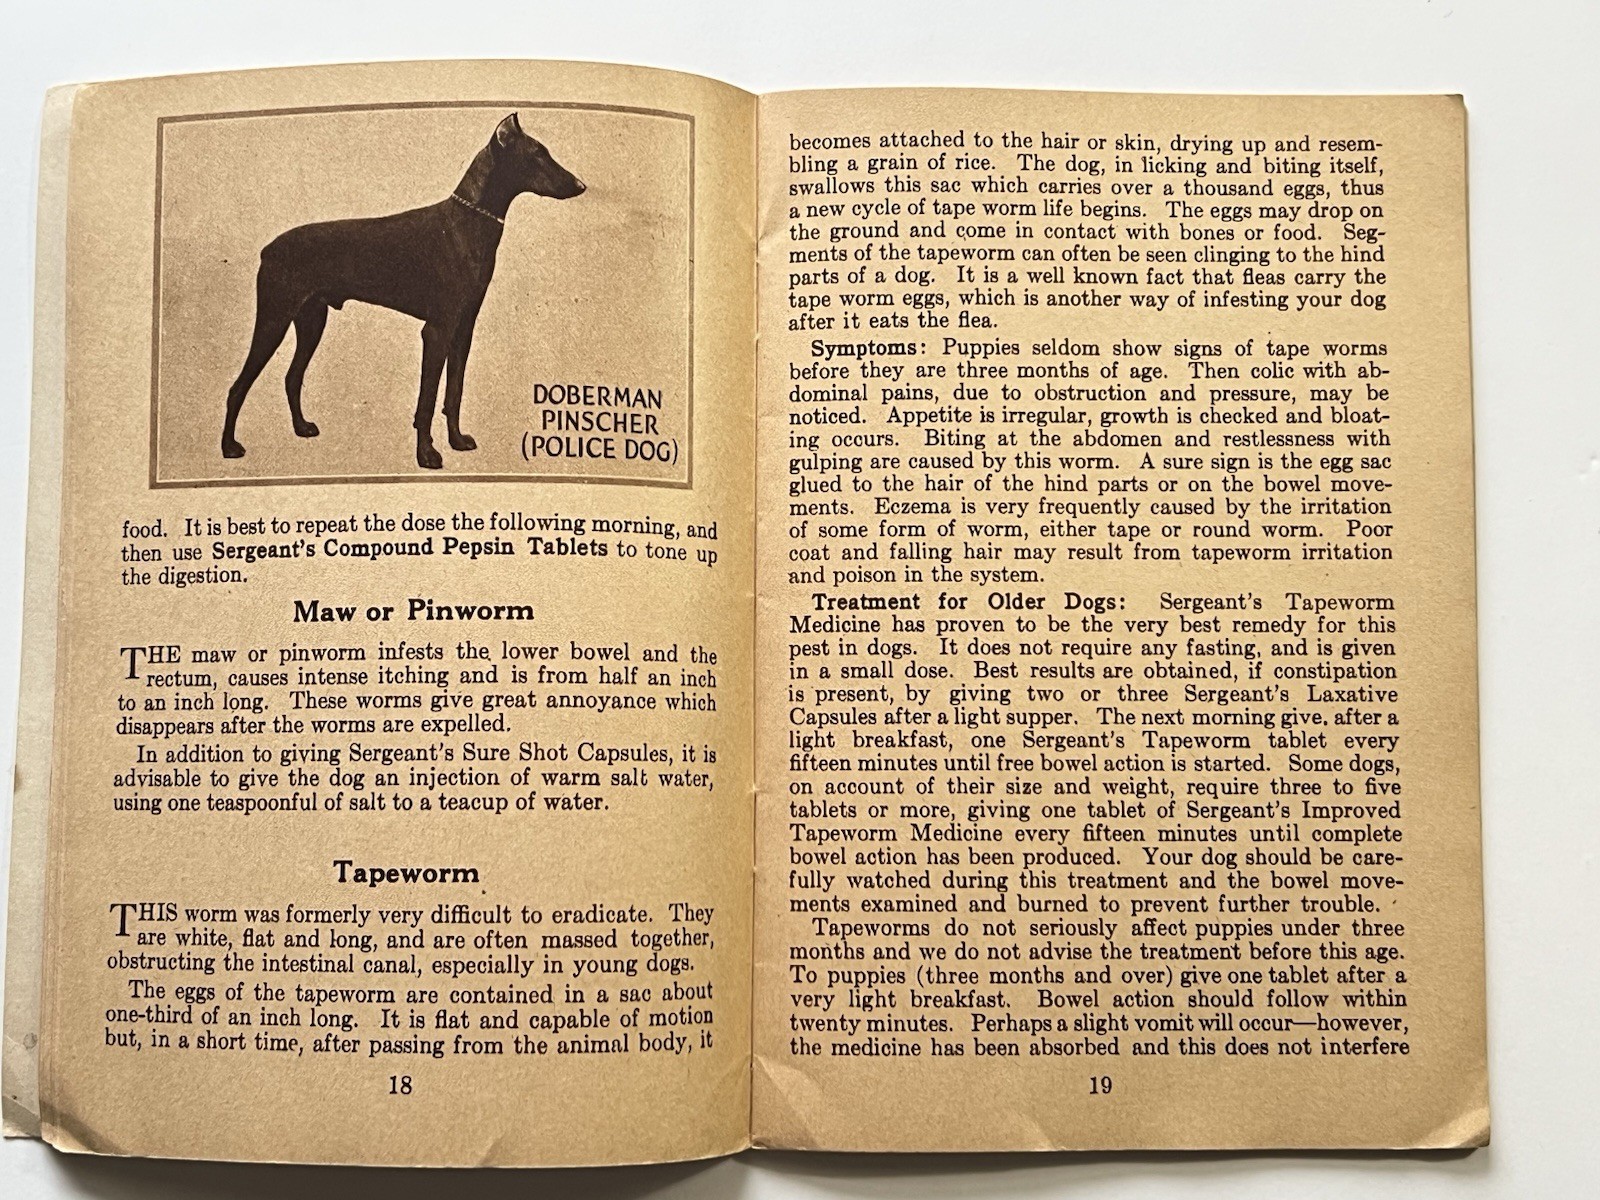 DOBERMAN
PINSCHER
(POLICE DOG)
food. It is best to repeat the dose the following morning, and
then use Sergeant's Compound Pepsin Tablets to tone up
the digestion.
Maw or Pinworm
THE maw or pinworm infests the lower bowel and the
rectum, causes intense itching and is from half an inch
to an inch long. These worms give great annoyance which
disappears after the worms are expelled.
In addition to giving Sergeant's Sure Shot Capsules, it is
advisable to give the dog an injection of warm salt water,
using one teaspoonful of salt to a teacup of water.
Tapeworm
THIS worm was formerly very difficult to eradicate. They
are white, flat and long, and are often massed together,
obstructing the intestinal canal, especially in young dogs.
The eggs of the tapeworm are contained in a sac about
one-third of an inch long. It is flat and capable of motion
but, in a short time, after passing from the animal body, it
18
becomes attached to the hair or skin, drying up and resem-
bling a grain of rice. The dog, in licking and biting itself,
swallows this sac which carries over a thousand eggs, thus
a new cycle of tape worm life begins. The eggs may drop on
the ground and come in contact with bones or food. Seg-
ments of the tapeworm can often be seen clinging to the hind
parts of a dog. It is a well known fact that fleas carry the
tape worm eggs, which is another way of infesting your dog
after it eats the flea.
Symptoms: Puppies seldom show signs of tape worms
before they are three months of age. Then colic with ab-
dominal pains, due to obstruction and pressure, may be
noticed. Appetite is irregular, growth is checked and bloat-
ing occurs. Biting at the abdomen and restlessness with
gulping are caused by this worm. A sure sign is the egg sac
glued to the hair of the hind parts or on the bowel move-
ments. Eczema is very frequently caused by the irritation
of some form of worm, either tape or round worm. Poor
coat and falling hair may result from tapeworm irritation
and poison in the system.
Treatment for Older Dogs: Sergeant's Tapeworm
Medicine has proven to be the very best remedy for this
pest in dogs. It does not require any fasting, and is given
in a small dose. Best results are obtained, if constipation
is present, by giving two or three Sergeant's Laxative
Capsules after a light supper. The next morning give, after a
light breakfast, one Sergeant's Tapeworm tablet every
fifteen minutes until free bowel action is started. Some dogs,
on account of their size and weight, require three to five
tablets or more, giving one tablet of Sergeant's Improved
Tapeworm Medicine every fifteen minutes until complete
bowel action has been produced. Your dog should be care-
fully watched during this treatment and the bowel move-
ments examined and burned to prevent further trouble.
Tapeworms do not seriously affect puppies under three
months and we do not advise the treatment before this age.
To puppies (three months and over) give one tablet after a
very light breakfast. Bowel action should follow within
twenty minutes. Perhaps a slight vomit will occur—however,
the medicine has been absorbed and this does not interfere
19